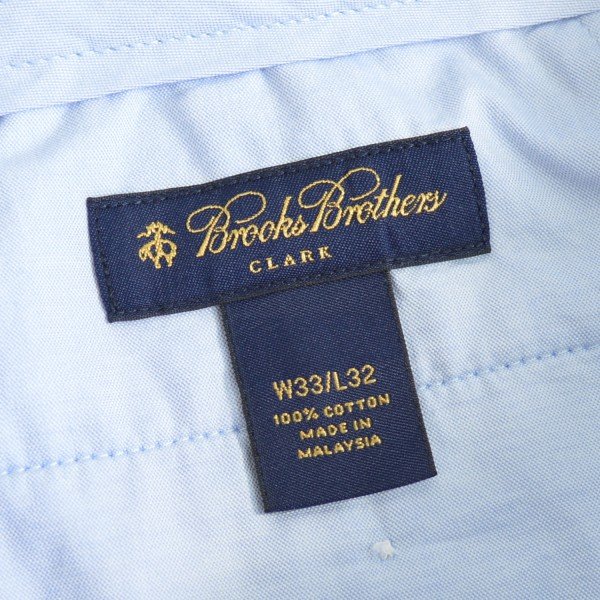 Brooks Brothers
CLARK
W33/L32
100% COTTON
MADE IN
MALAYSIA